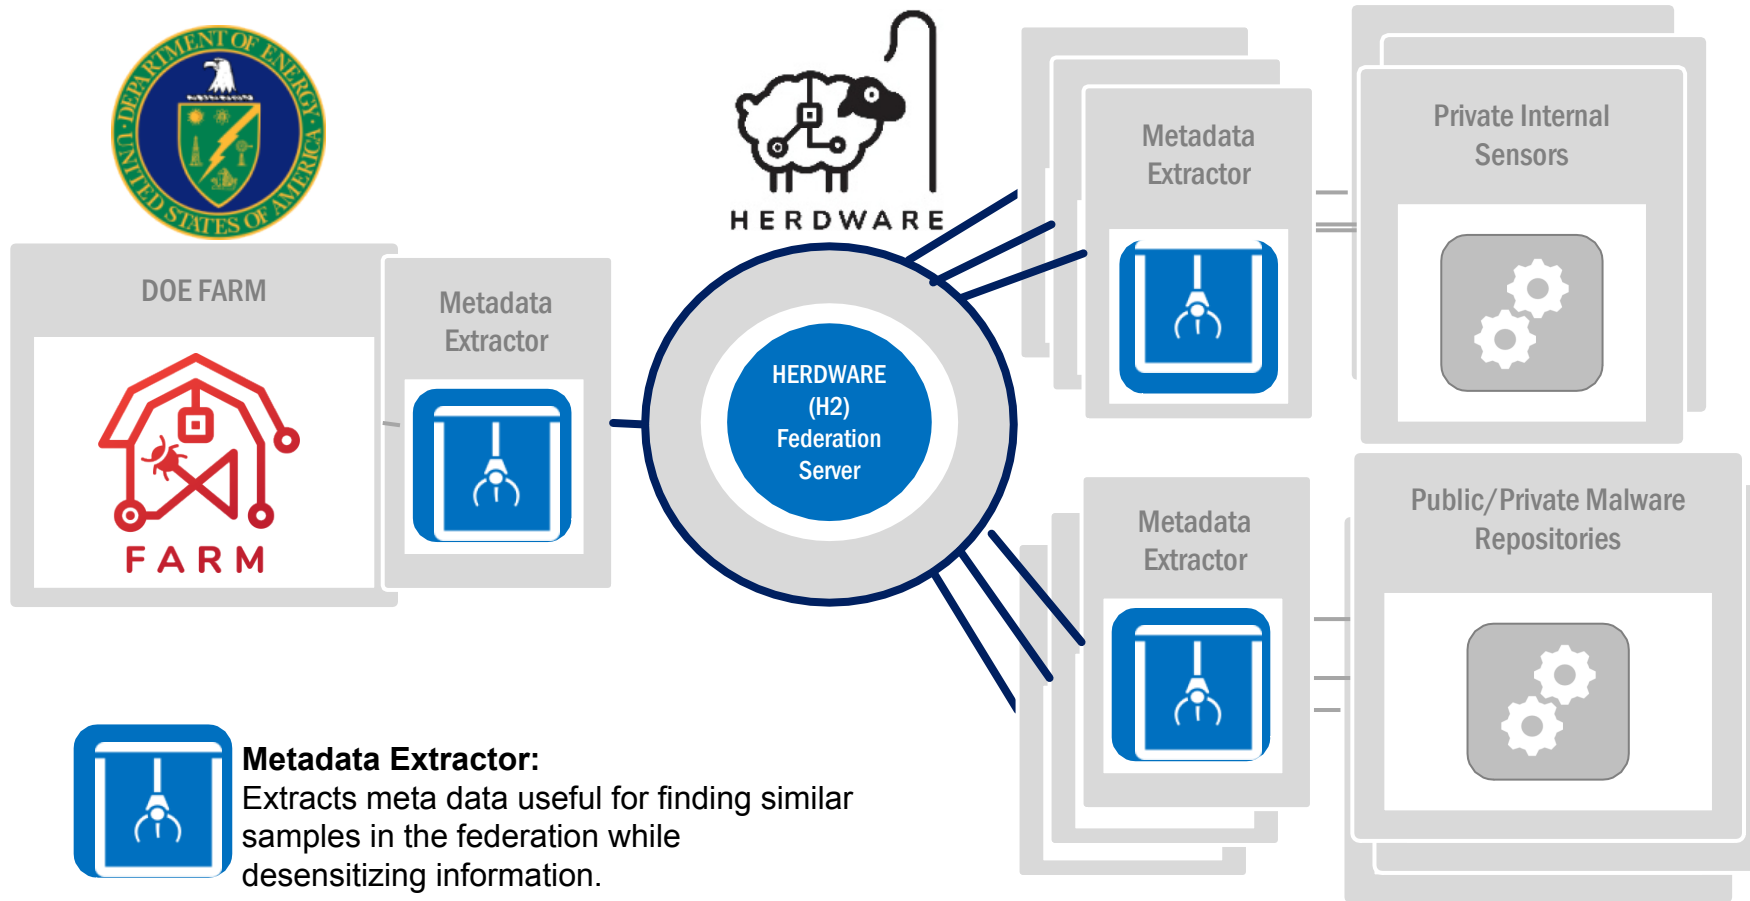 DEPARTMENT OF ENERGY
UNITED STATES OF AMERICA
HERDWARE
DOE FARM
FARM
Metadata
Extractor
HERDWARE
(H2)
Federation
Server
Metadata
Extractor
Private Internal
Sensors
Metadata
Extractor
Public/Private Malware
Repositories
Metadata Extractor:
Extracts meta data useful for finding similar
samples in the federation while
desensitizing information.